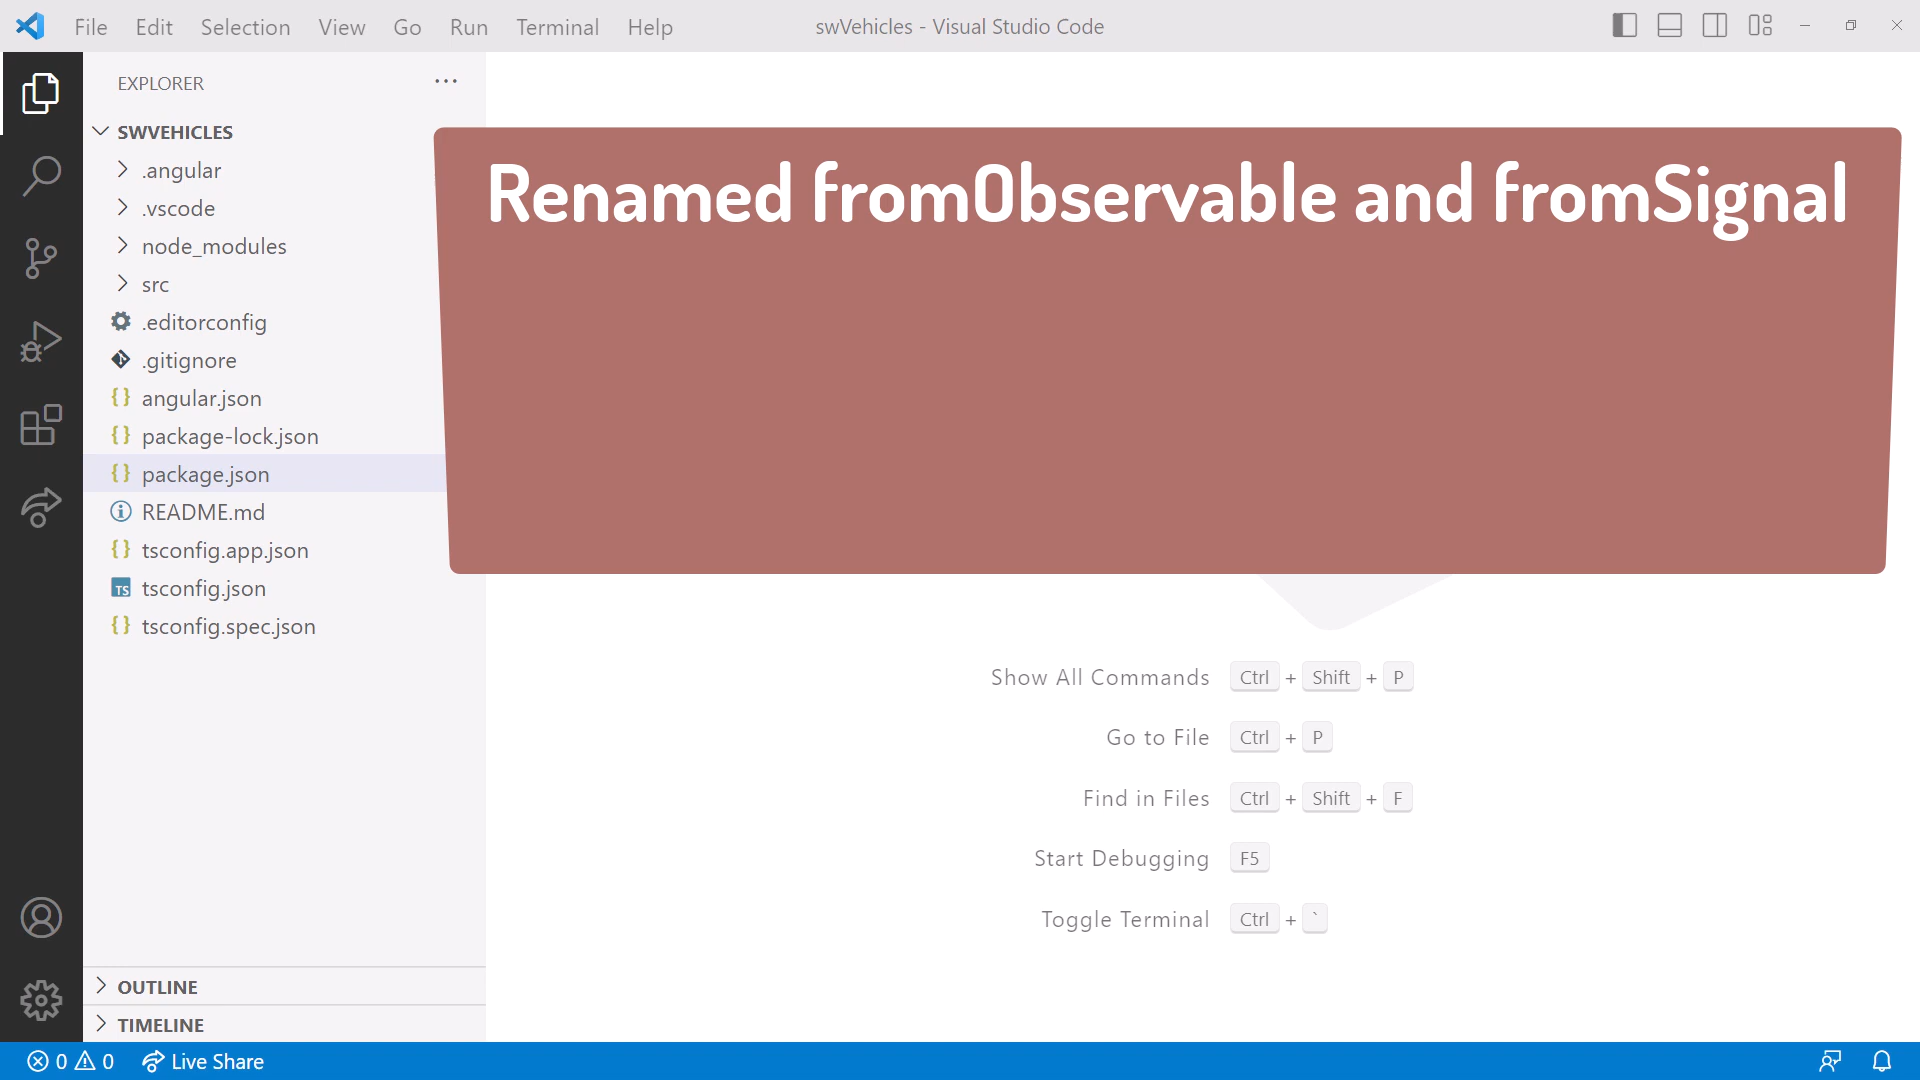 File Edit Selection View Go Run Terminal Help
swVehicles - Visual Studio Code
EXPLORER
SWVEHICLES
.angular
.vscode
node_modules
src
.editorconfig
.gitignore
{} angular.json
{} package-lock.json
{} package.json
README.md
{} tsconfig.app.json
TS tsconfig.json
{} tsconfig.spec.json
OUTLINE
TIMELINE
Renamed fromObservable and fromSignal
Show All Commands Ctrl + Shift + P
Go to File Ctrl + P
Find in Files Ctrl + Shift + F
Start Debugging F5
Toggle Terminal Ctrl + `
0 0 Live Share